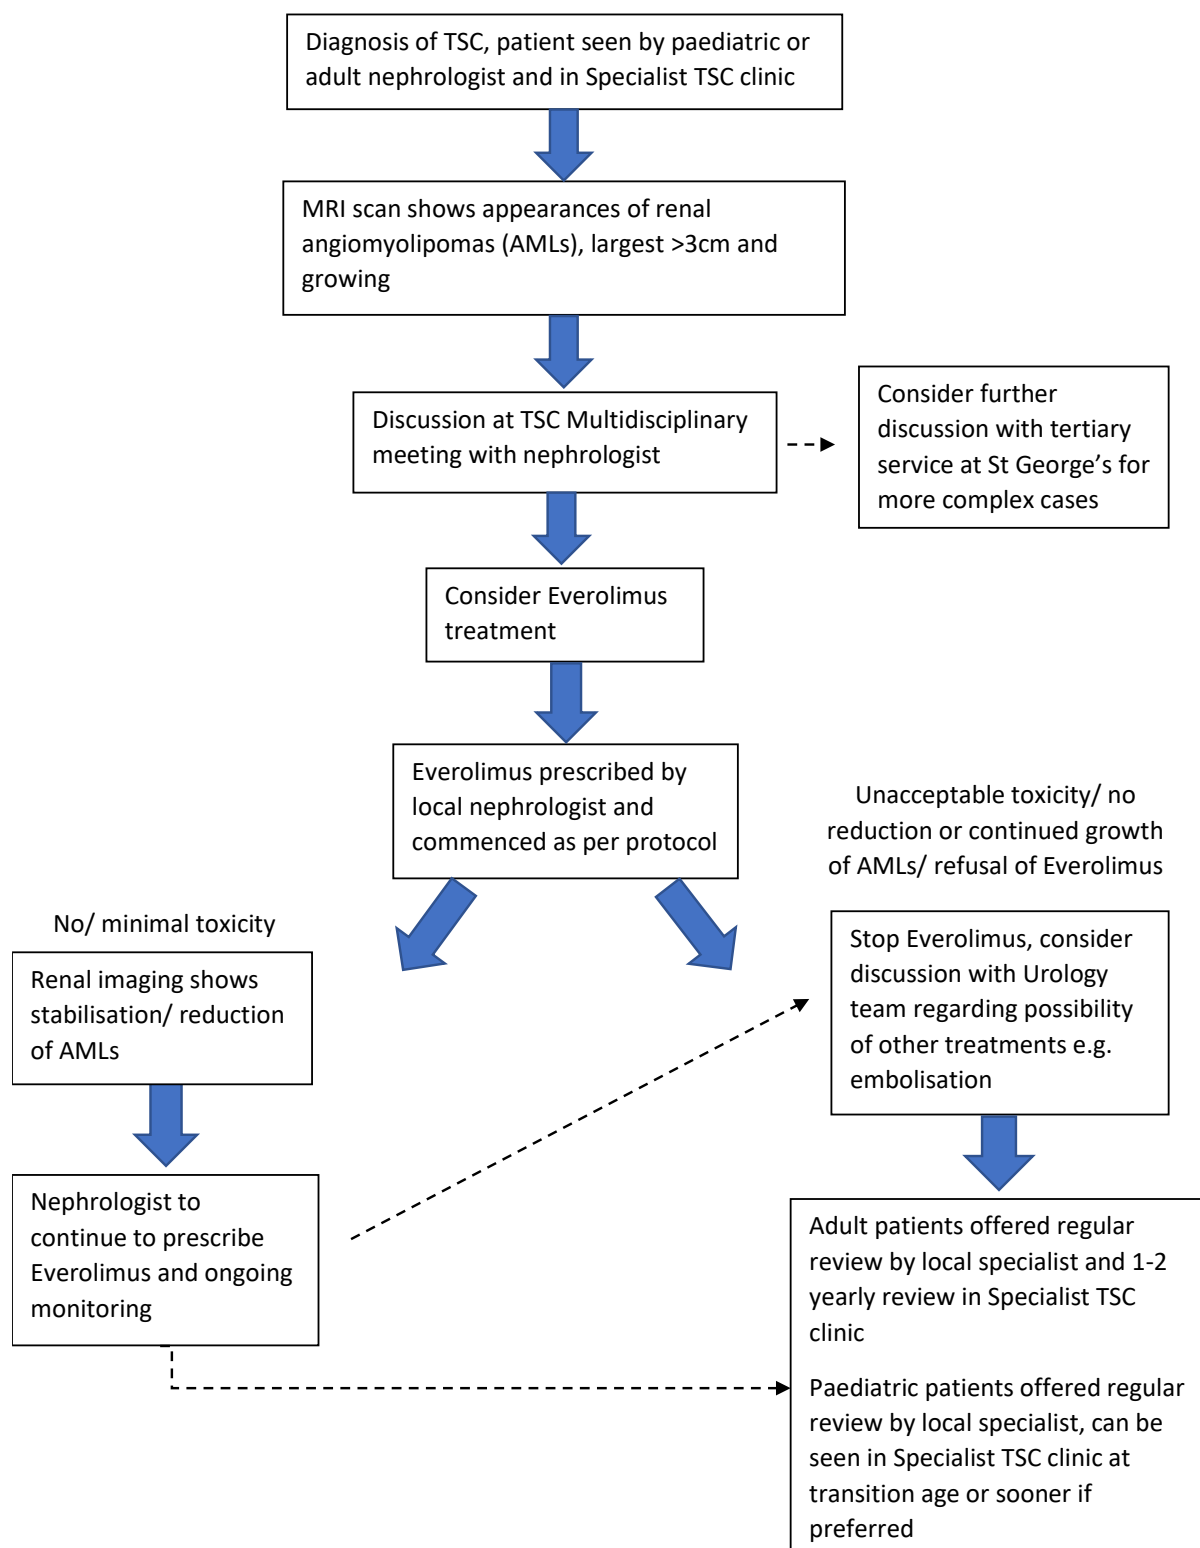 Diagnosis of TSC, patient seen by paediatric or
adult nephrologist and in Specialist TSC clinic
MRI scan shows appearances of renal
angiomyolipomas (AMLs), largest >3cm and
growing
Discussion at TSC Multidisciplinary
meeting with nephrologist
Consider further
discussion with tertiary
service at St George’s for
more complex cases
Consider Everolimus
treatment
Everolimus prescribed by
local nephrologist and
commenced as per protocol
Unacceptable toxicity/ no
reduction or continued growth
of AMLs/ refusal of Everolimus
No/ minimal toxicity
Renal imaging shows
stabilisation/ reduction
of AMLs
Stop Everolimus, consider
discussion with Urology
team regarding possibility
of other treatments e.g.
embolisation
Nephrologist to
continue to prescribe
Everolimus and ongoing
monitoring
Adult patients offered regular
review by local specialist and 1-2
yearly review in Specialist TSC
clinic
Paediatric patients offered regular
review by local specialist, can be
seen in Specialist TSC clinic at
transition age or sooner if
preferred